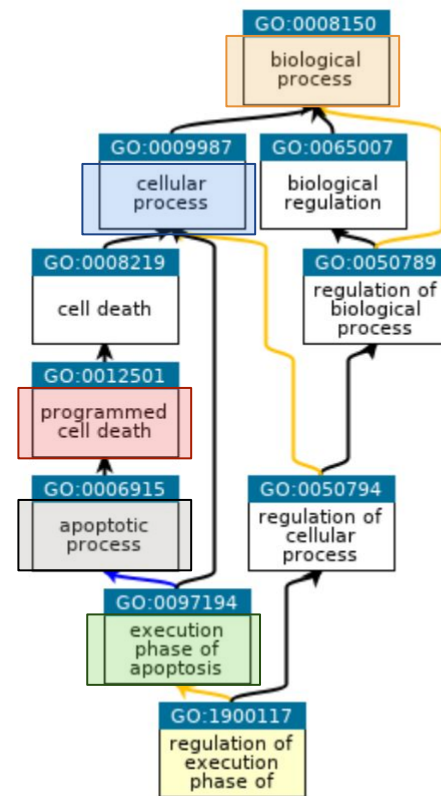 GO:0008150
biological
process
GO:0009987
cellular
process
GO:0065007
biological
regulation
GO:0008219
cell death
GO:0050789
regulation of
biological
process
GO:0012501
programmed
cell death
GO:0006915
apoptotic
process
GO:0050794
regulation of
cellular
process
GO:0097194
execution
phase of
apoptosis
GO:1900117
regulation of
execution
phase of